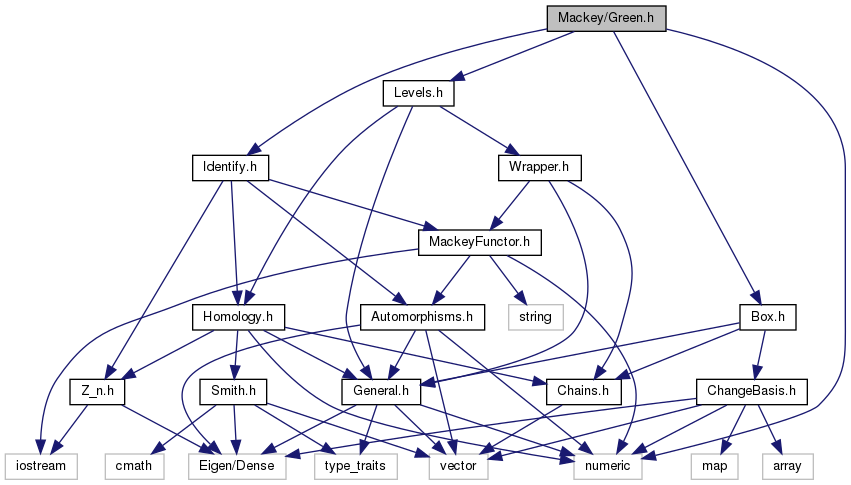 Mackey/Green.h
Levels.h
Identify.h
Wrapper.h
MackeyFunctor.h
Homology.h
Automorphisms.h
string
Box.h
Z_n.h
Smith.h
General.h
Chains.h
ChangeBasis.h
iostream
cmath
Eigen/Dense
type_traits
vector
numeric
map
array